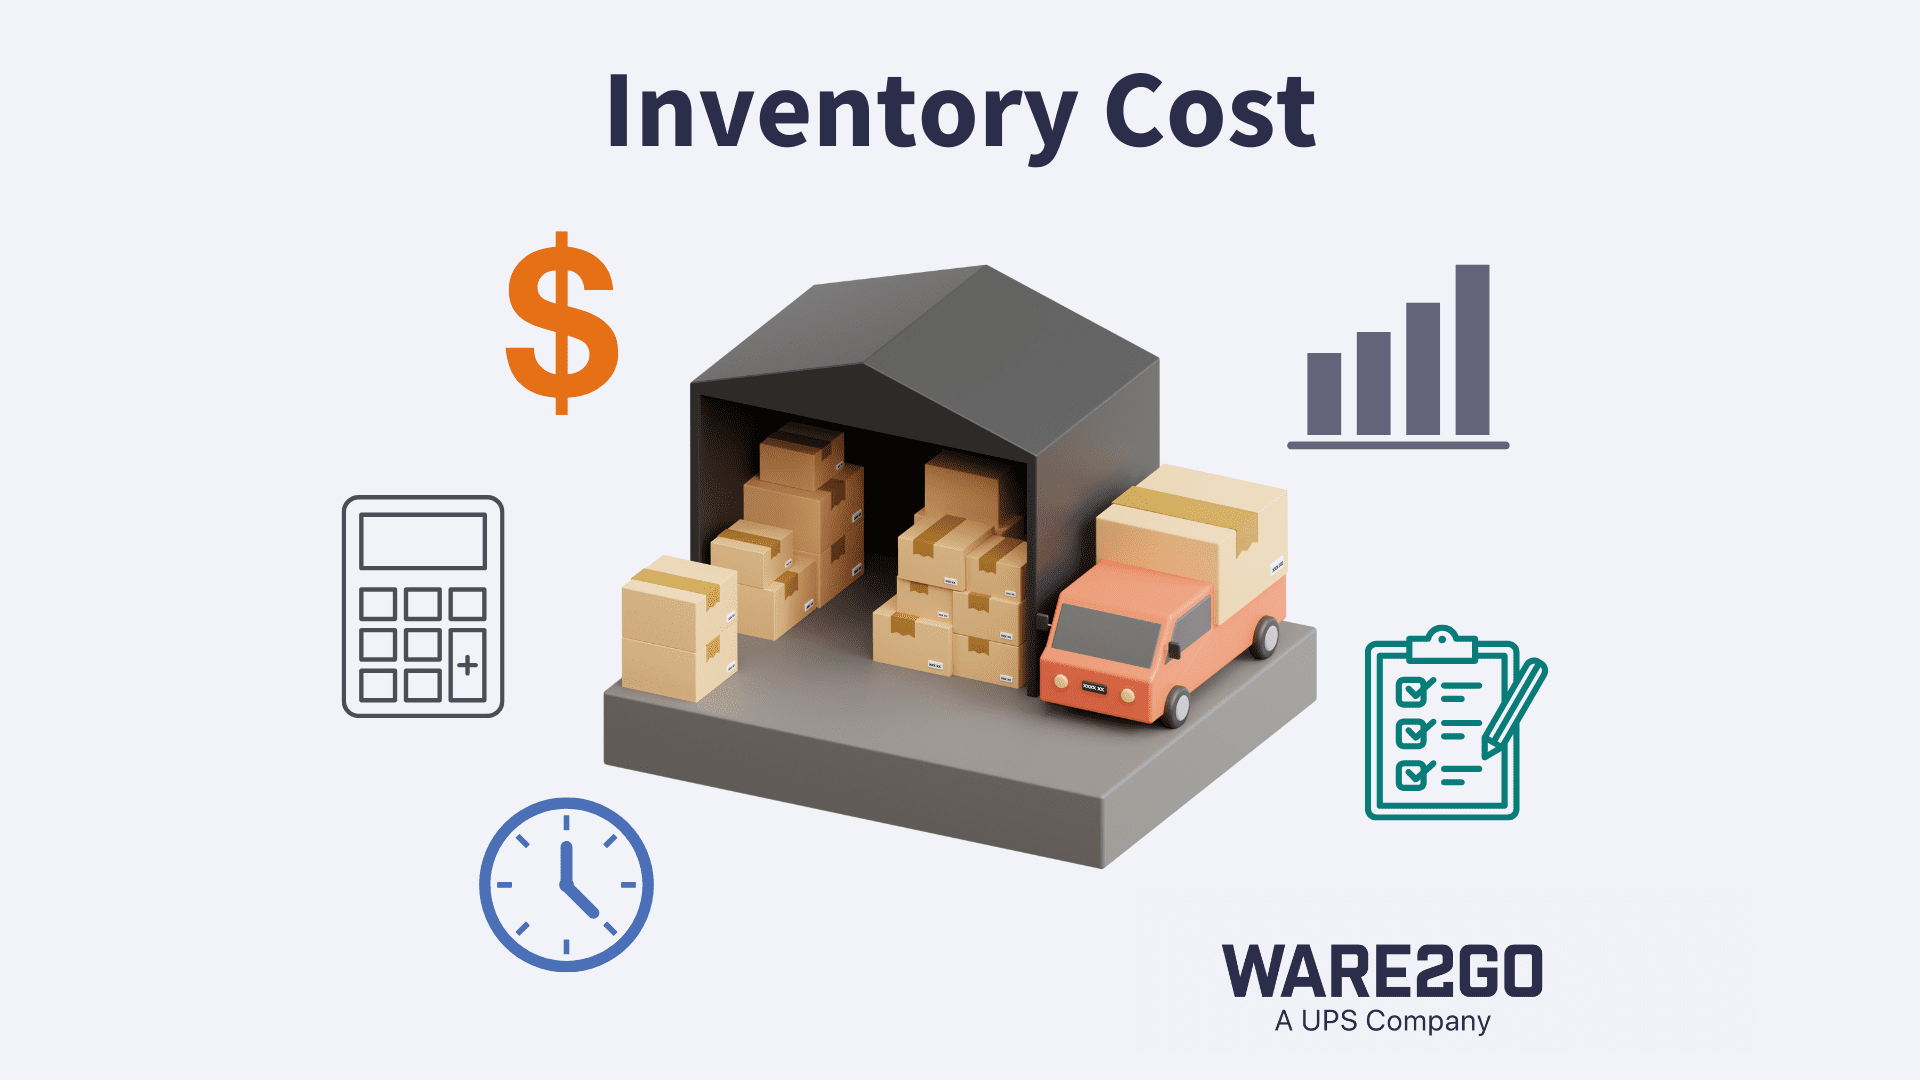 Inventory Cost
WARE2GO
A UPS Company